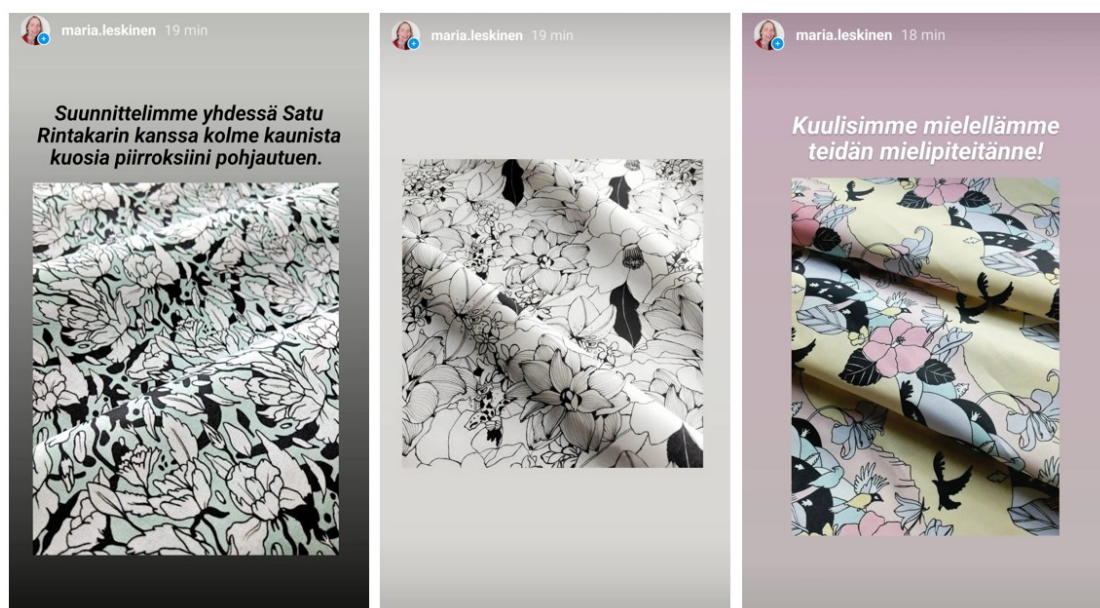 maria.leskinen 19 min
Suunnittelimme yhdessä Satu
Rintakarin kanssa kolme kaunista
kuosia piirroksiini pohjautuen.
maria.leskinen 19 min
maria.leskinen 18 min
Kuulisimme mielellämme
teidän mielipiteitänne!